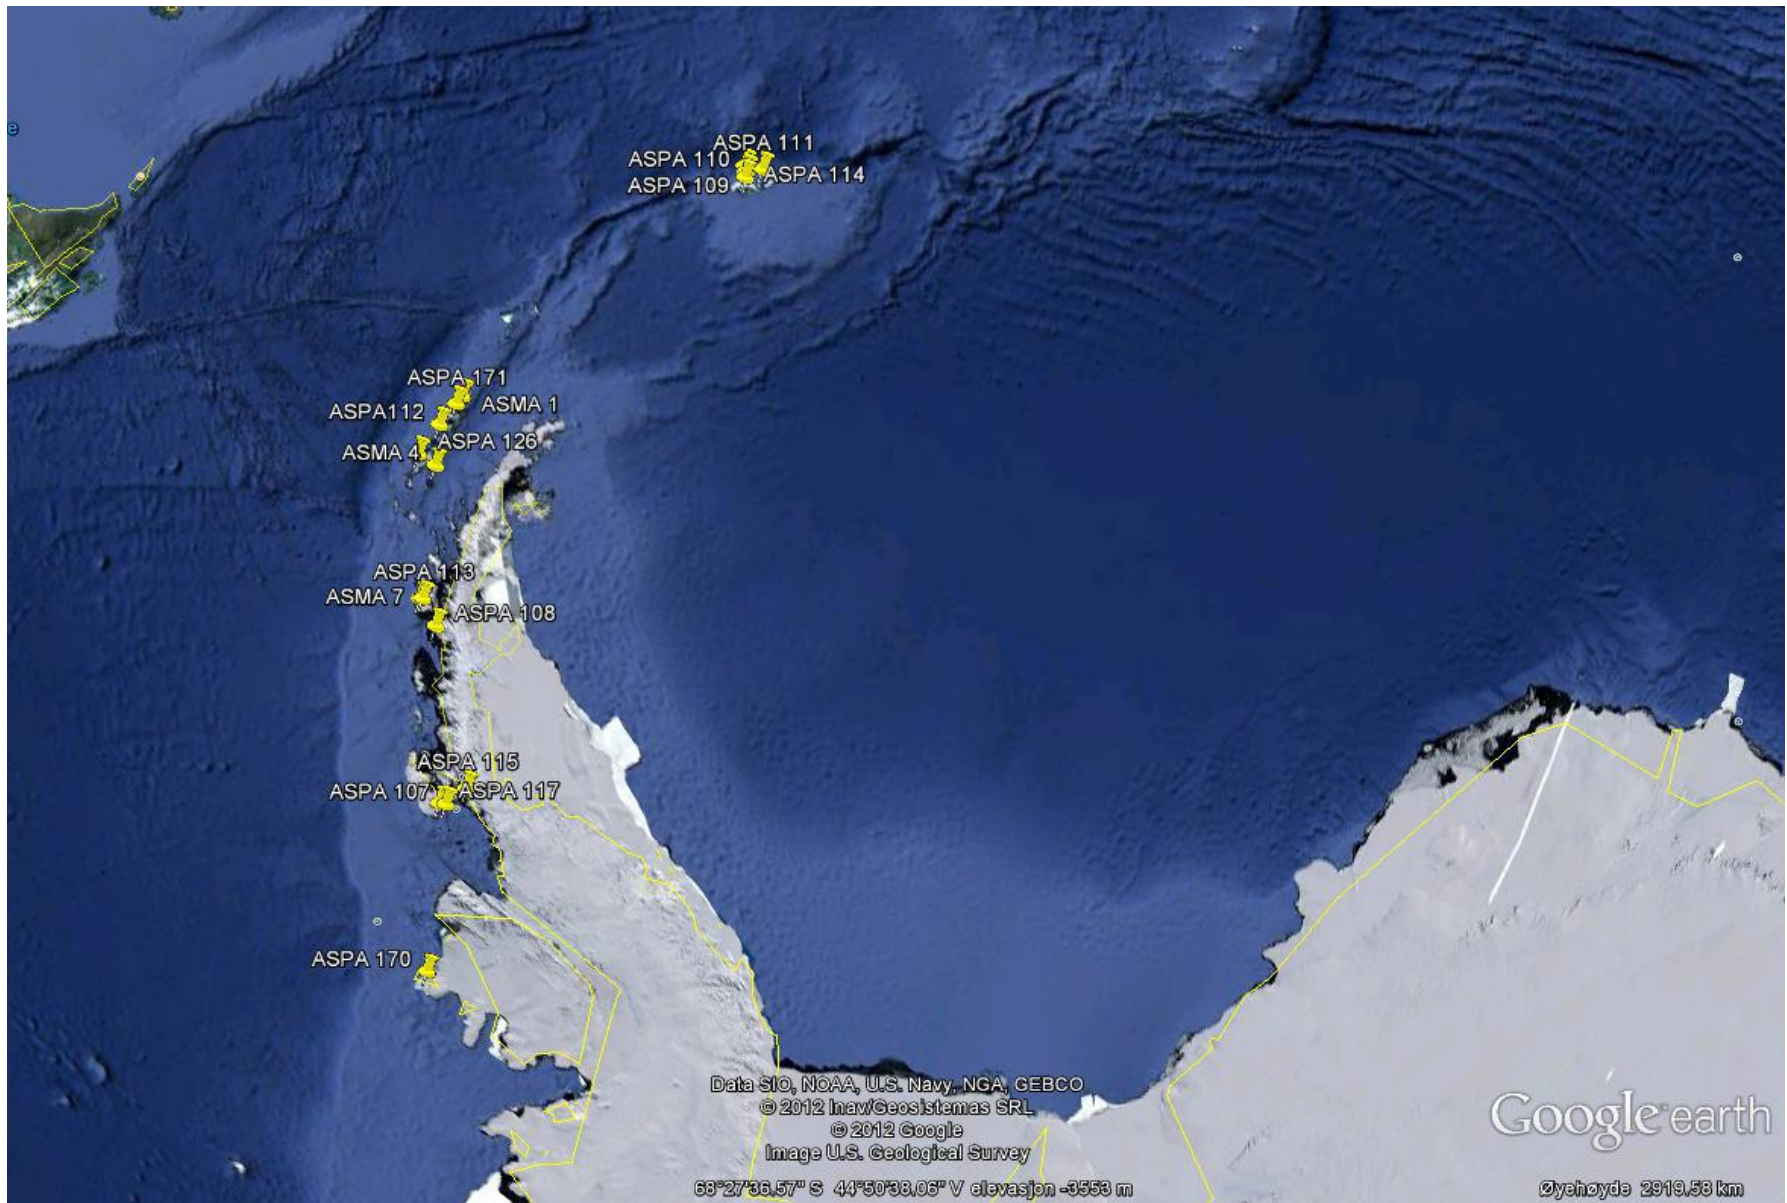 e
ASPA 111
ASPA 110
ASPA 114
ASPA 109
ASPA 171
ASMA 1
ASPA112
ASPA 126
ASMA 4
ASPA 113
ASMA 7
ASPA 108
ASPA 115
ASPA 107
ASPA 117
ASPA 170
Data SIO, NOAA, U.S. Navy, NGA, GEBCO
© 2012 Inav/Geosistemas SRL
© 2012 Google
Image U.S. Geological Survey
Google earth
68°27'36,57" S 44°50'38,06" V elevasjon -3553 m
Øyehøyde 2919.58 km